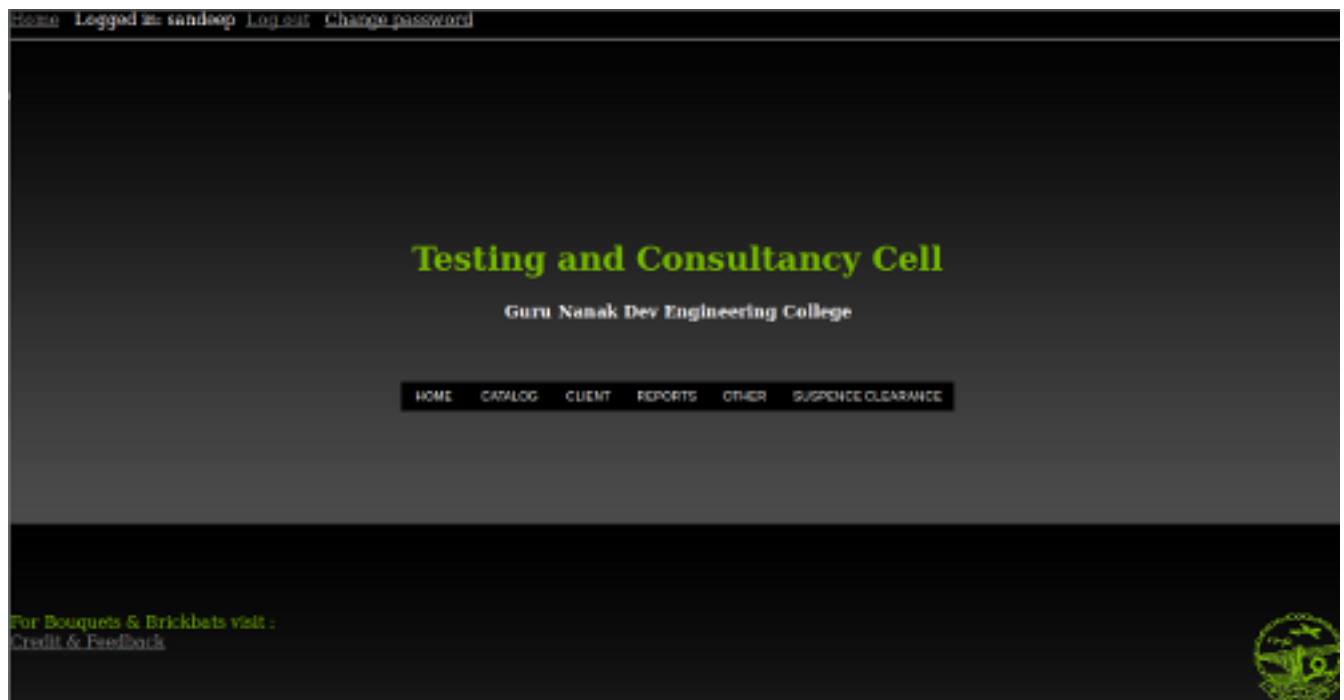 Home Logged in: sandeep Log out Change password
Testing and Consultancy Cell
Guru Nanak Dev Engineering College
HOME CATALOG CLIENT REPORTS OTHER SUSPENCE CLEARANCE
For Bouquets & Brickbats visit :
Credit & Feedback